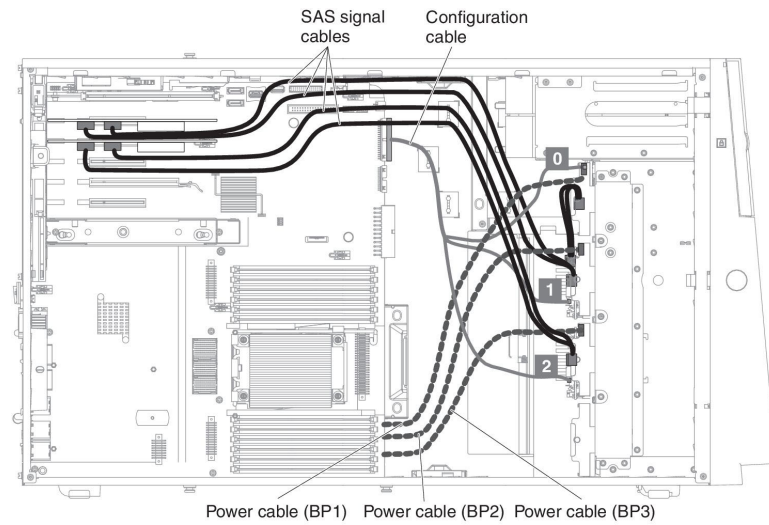 SAS signal
cables
Configuration
cable
0
1
2
Power cable (BP1)
Power cable (BP2)
Power cable (BP3)